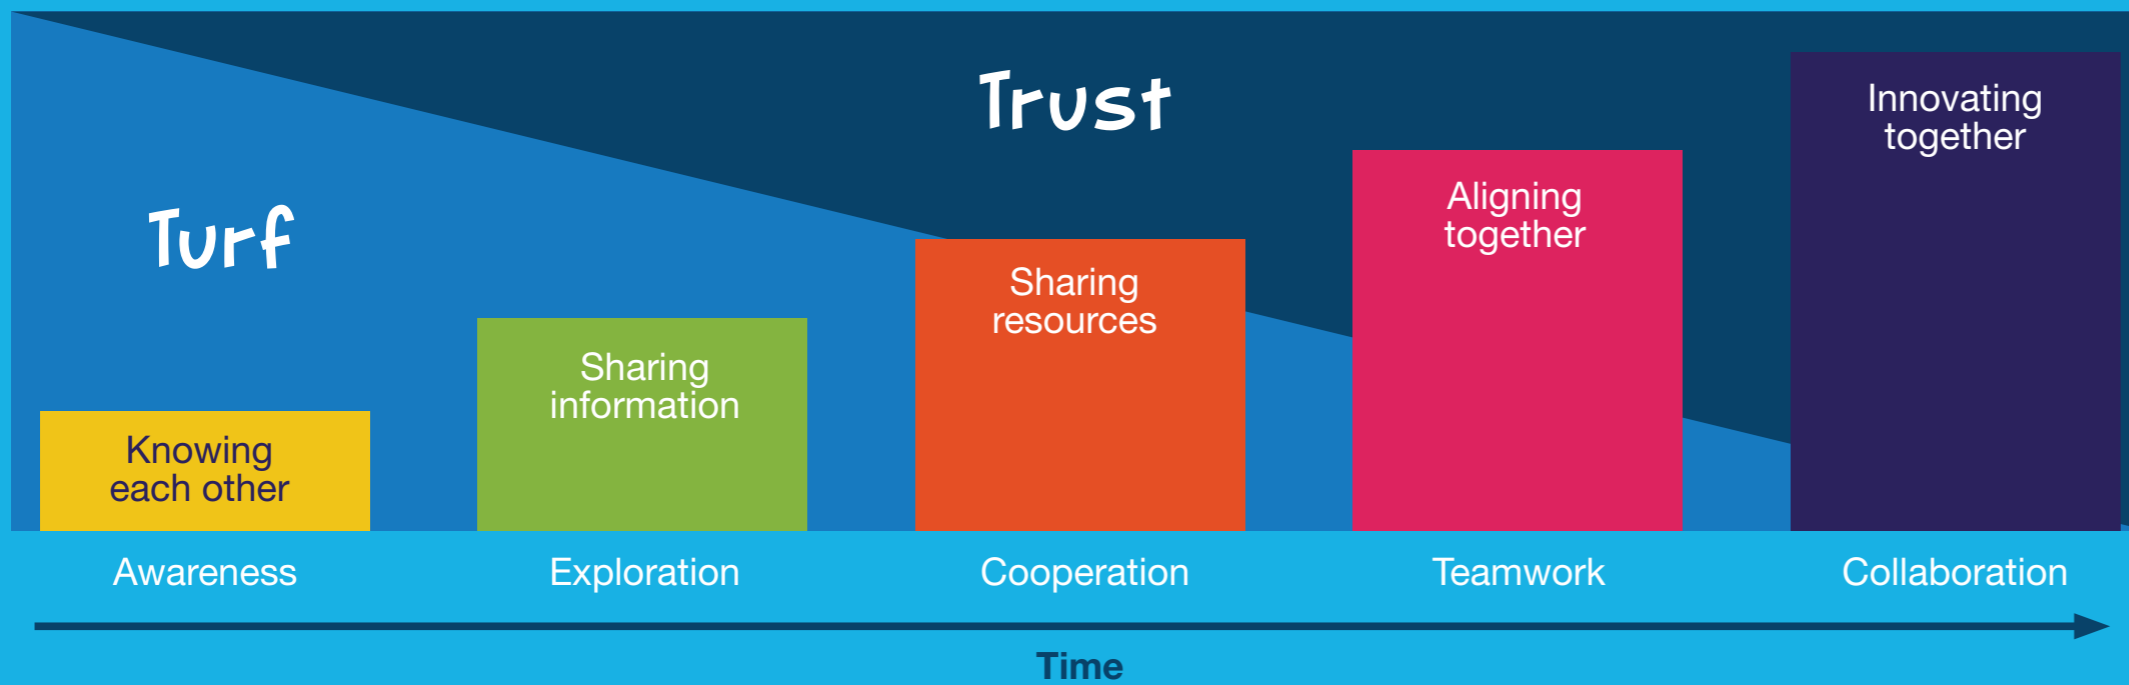 Trust
Turf
Knowing
each other
Sharing
information
Sharing
resources
Aligning
together
Innovating
together
Awareness
Exploration
Cooperation
Teamwork
Collaboration
Time